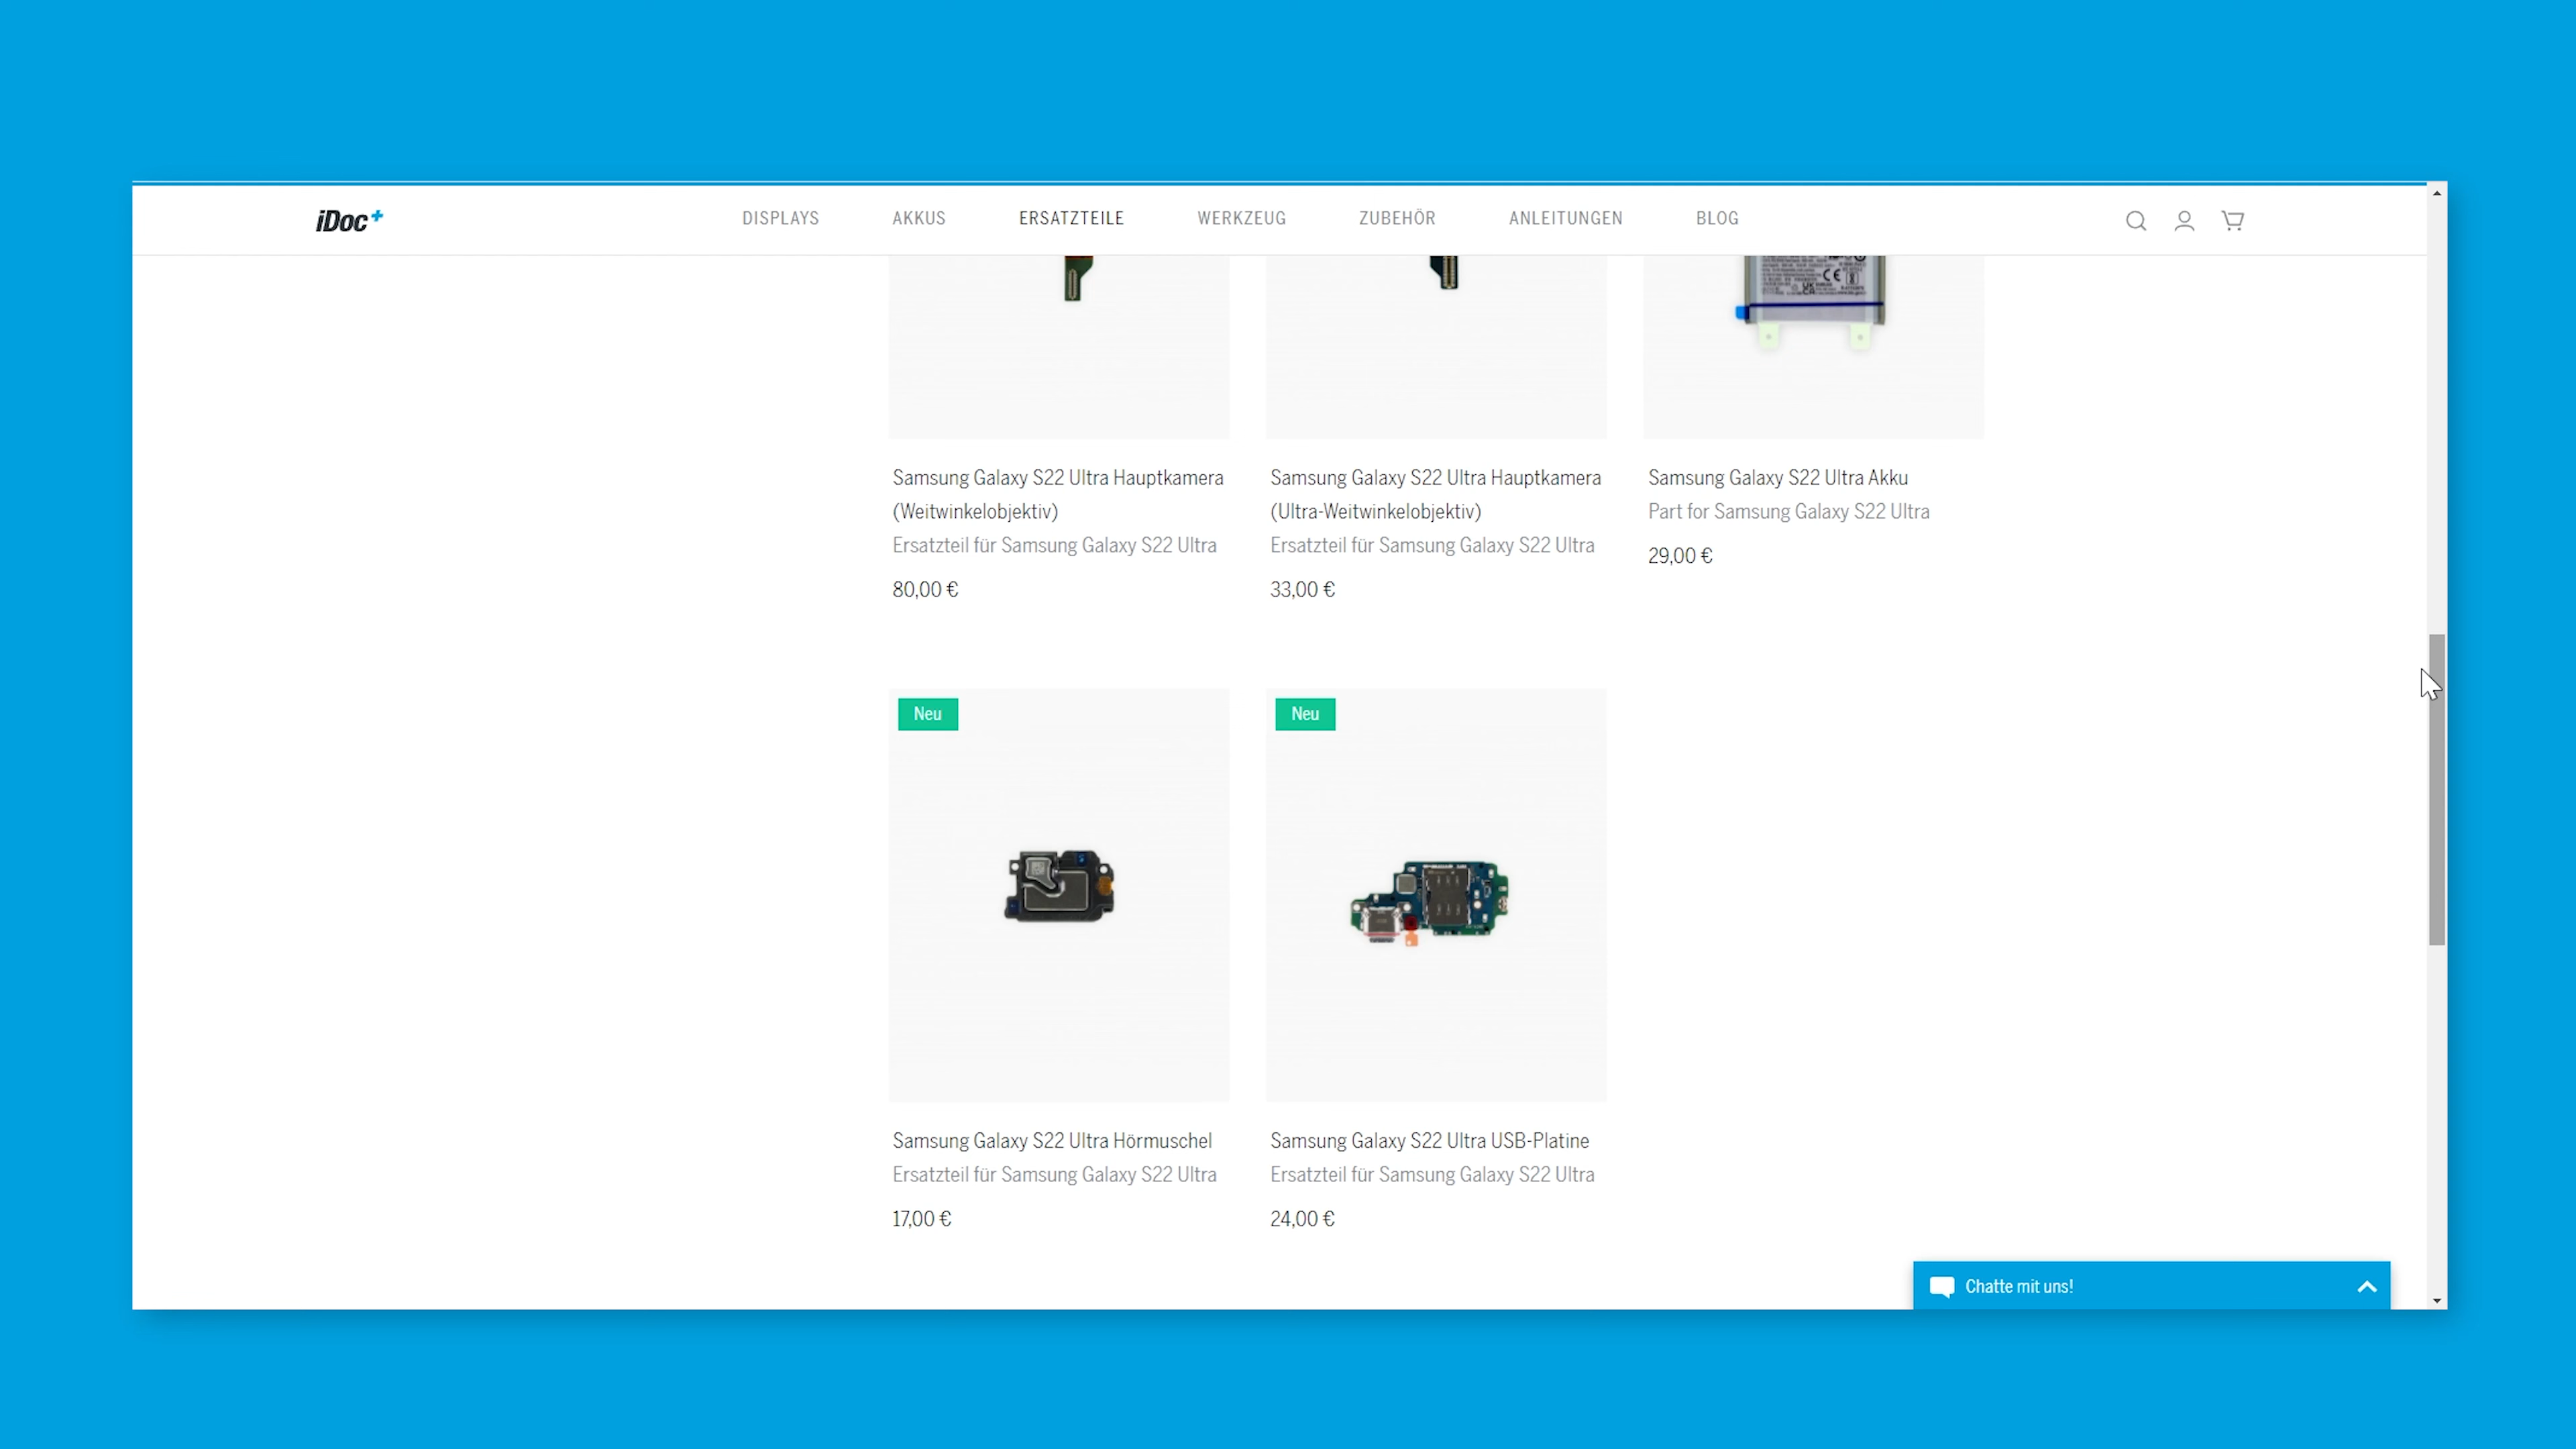 iDoc+
DISPLAYS
AKKUS
ERSATZTEILE
WERKZEUG
ZUBEHÖR
ANLEITUNGEN
BLOG
Samsung Galaxy S22 Ultra Hauptkamera
(Weitwinkelobjektiv)
Ersatzteil für Samsung Galaxy S22 Ultra
80,00 €
Samsung Galaxy S22 Ultra Hauptkamera
(Ultra-Weitwinkelobjektiv)
Ersatzteil für Samsung Galaxy S22 Ultra
33,00 €
Samsung Galaxy S22 Ultra Akku
Part for Samsung Galaxy S22 Ultra
29,00 €
Neu
Samsung Galaxy S22 Ultra Hörmuschel
Ersatzteil für Samsung Galaxy S22 Ultra
17,00 €
Neu
Samsung Galaxy S22 Ultra USB-Platine
Ersatzteil für Samsung Galaxy S22 Ultra
24,00 €
Chatte mit uns!